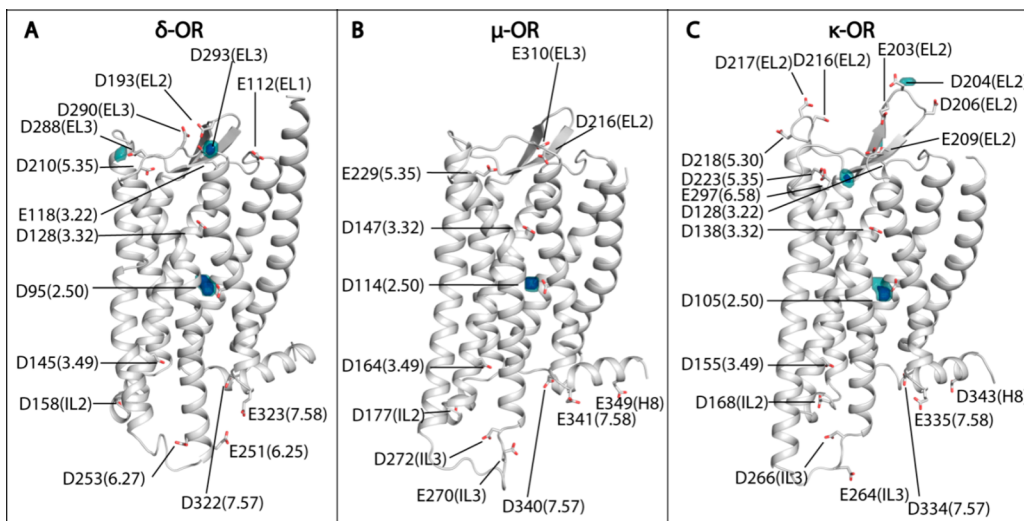 A
δ-OR
D293(EL3)
D193(EL2)
E112(EL1)
D290(EL3)
D288(EL3)
D210(5.35)
E118(3.22)
D128(3.32)
D95(2.50)
D145(3.49)
D158(IL2)
E323(7.58)
E251(6.25)
D253(6.27)
D322(7.57)
B
μ-OR
E310(EL3)
D216(EL2)
E229(5.35)
D147(3.32)
D114(2.50)
D164(3.49)
E349(H8)
D177(IL2)
E341(7.58)
D272(IL3)
E270(IL3)
D340(7.57)
C
κ-OR
E203(EL2)
D217(EL2)
D216(EL2)
D204(EL2)
D206(EL2)
E209(EL2)
D218(5.30)
D223(5.35)
E297(6.58)
D128(3.22)
D138(3.32)
D105(2.50)
D155(3.49)
D343(H8)
D168(IL2)
E335(7.58)
D266(IL3)
E264(IL3)
D334(7.57)